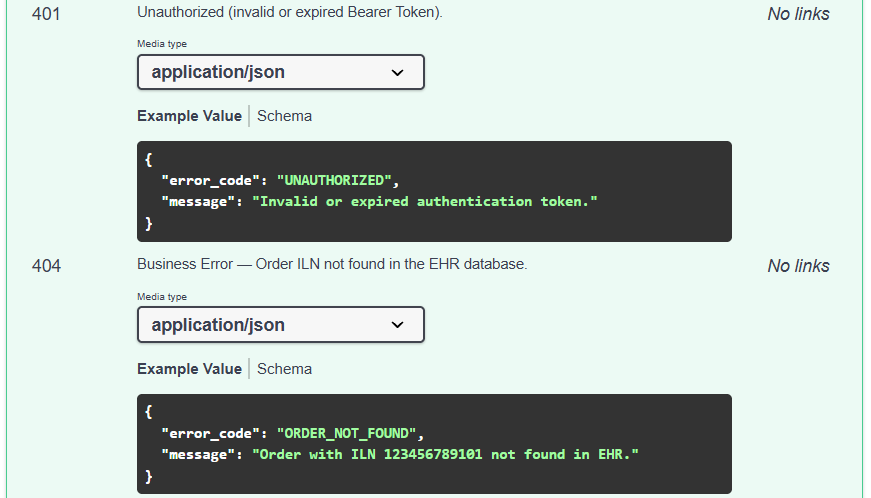 401 Unauthorized (invalid or expired Bearer Token). No links
Media type
application/json
Example Value Schema
{
"error_code": "UNAUTHORIZED",
"message": "Invalid or expired authentication token."
}
404 Business Error — Order ILN not found in the EHR database. No links
Media type
application/json
Example Value Schema
{
"error_code": "ORDER_NOT_FOUND",
"message": "Order with ILN 123456789101 not found in EHR."
}